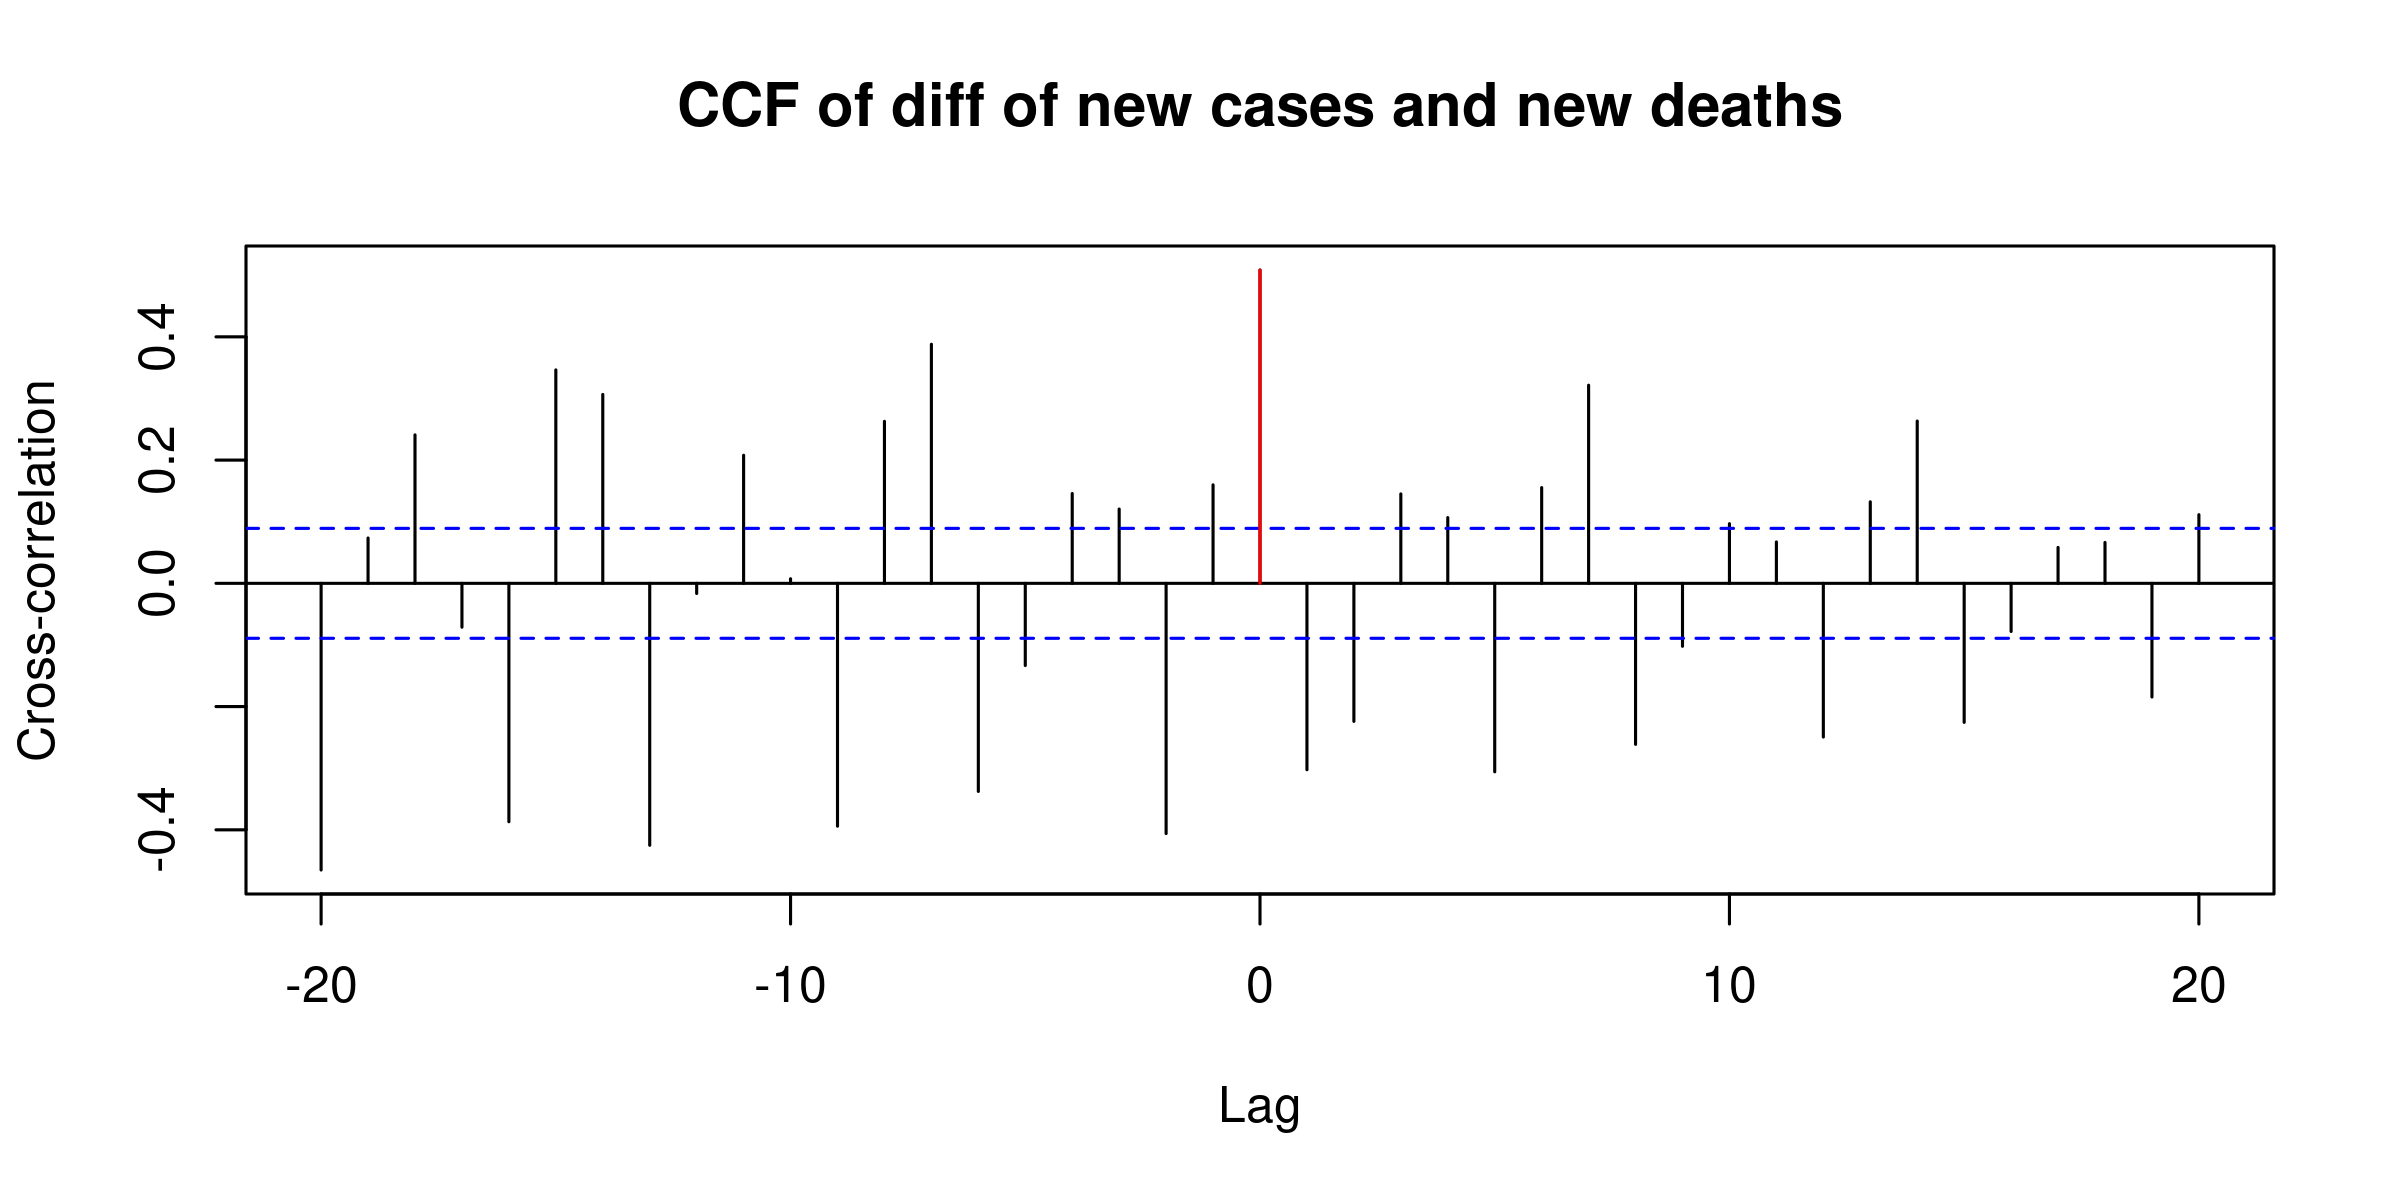 CCF of diff of new cases and new deaths
Cross-correlation
0.4
0.2
0.0
-0.4
-20 -10 0 10 20
Lag